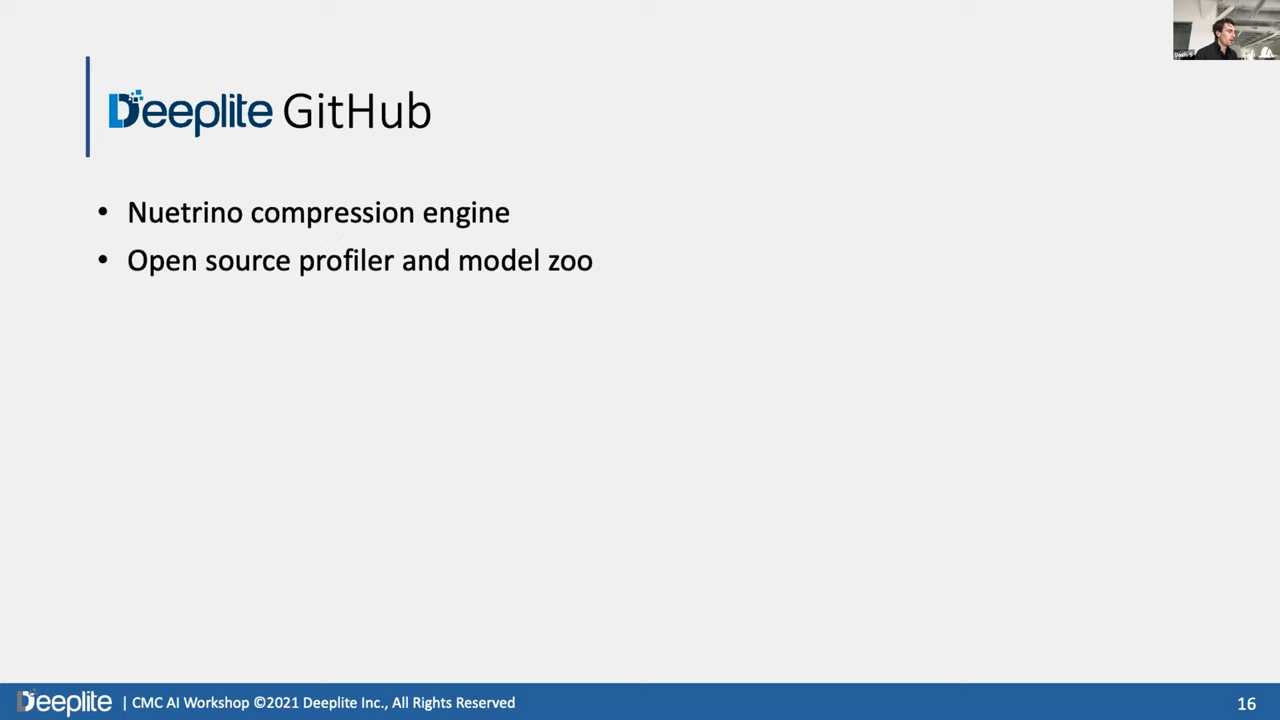 Deeplite GitHub
• Nuetrino compression engine
• Open source profiler and model zoo
Deeplite | CMC AI Workshop ©2021 Deeplite Inc., All Rights Reserved
16